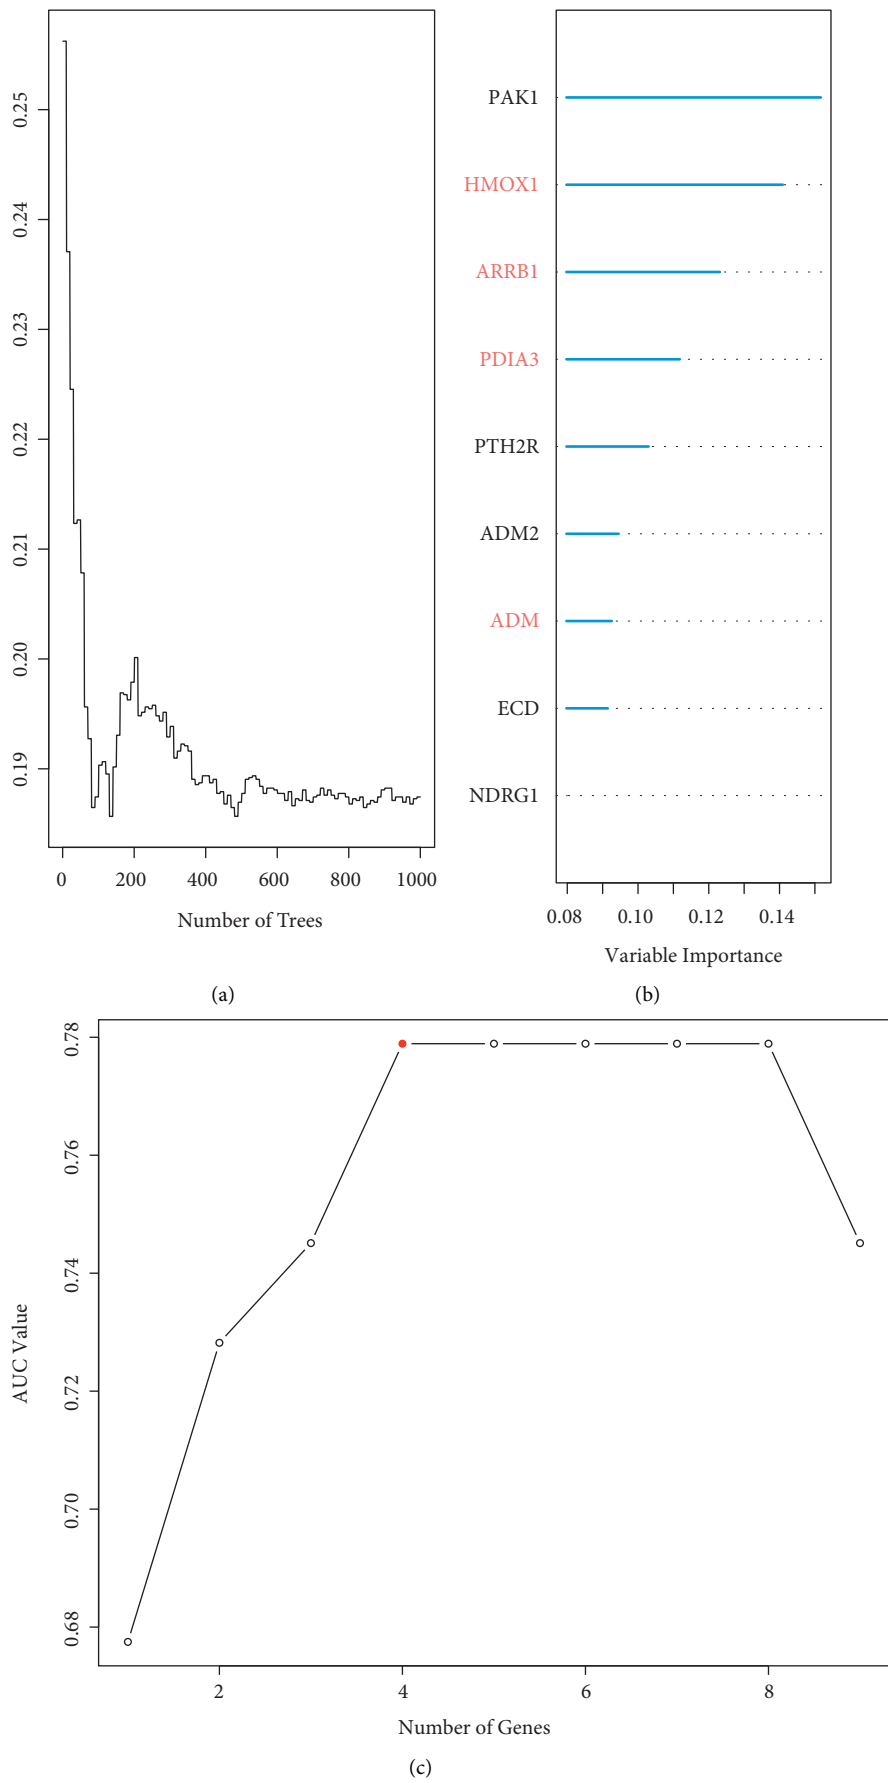 0.25
0.24
0.23
0.22
0.21
0.20
0.19
0 200 400 600 800 1000
Number of Trees
(a)
PAK1
HMOX1
ARRB1
PDIA3
PTH2R
ADM2
ADM
ECD
NDRG1
0.08 0.10 0.12 0.14
Variable Importance
(b)
0.78
0.76
0.74
0.72
0.70
0.68
AUC Value
2 4 6 8
Number of Genes
(c)